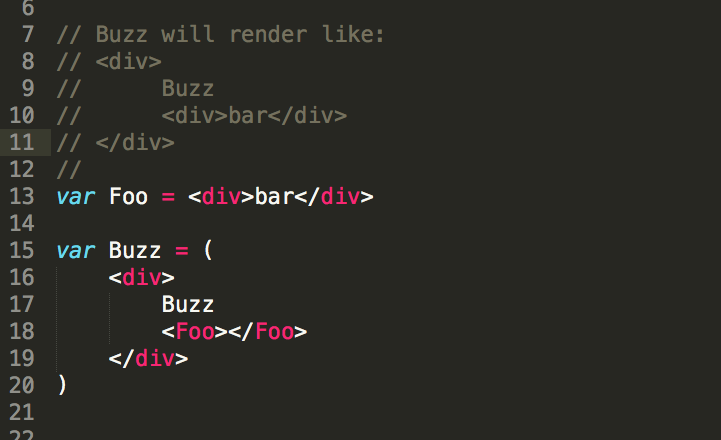 6
7 // Buzz will render like:
8 // <div>
9 //      Buzz
10 //      <div>bar</div>
11 // </div>
12 //
13 var Foo = <div>bar</div>
14
15 var Buzz = (
16     <div>
17         Buzz
18         <Foo></Foo>
19     </div>
20 )
21
22